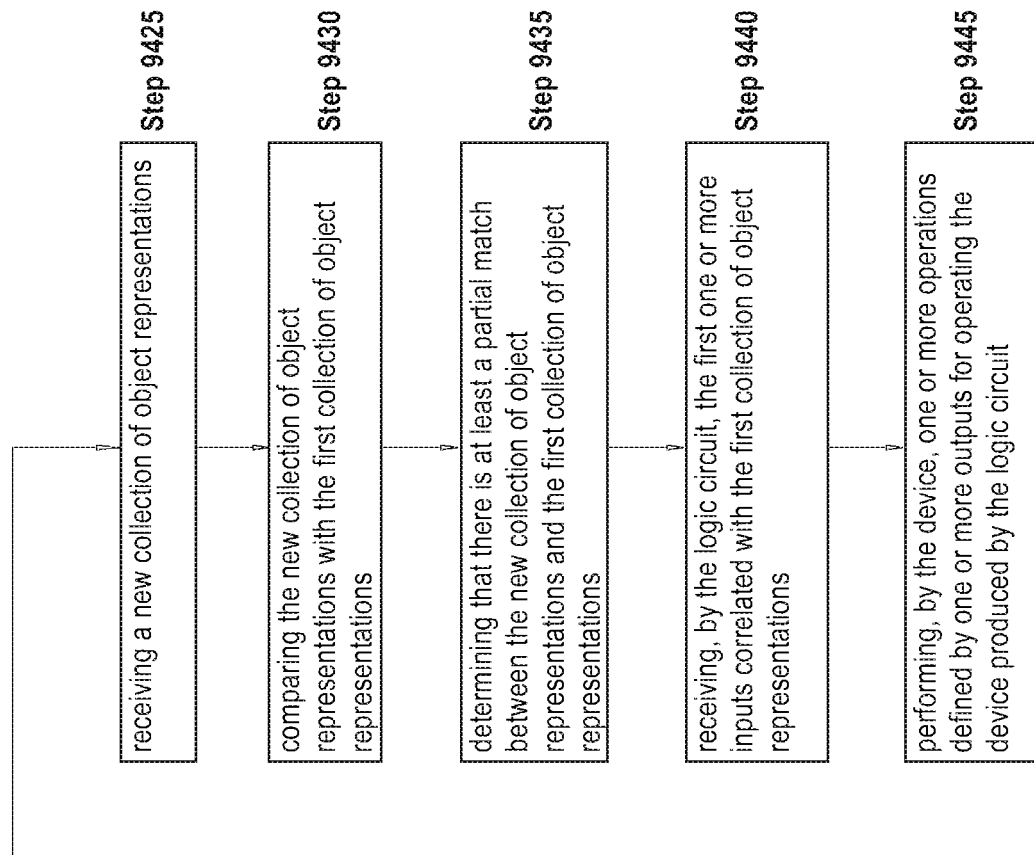 receiving a new collection of object representations
Step 9425
comparing the new collection of object
representations with the first collection of object
representations
Step 9430
determining that there is at least a partial match
between the new collection of object
representations and the first collection of object
representations
Step 9435
receiving, by the logic circuit, the first one or more
inputs correlated with the first collection of object
representations
Step 9440
performing, by the device, one or more operations
defined by one or more outputs for operating the
device produced by the logic circuit
Step 9445